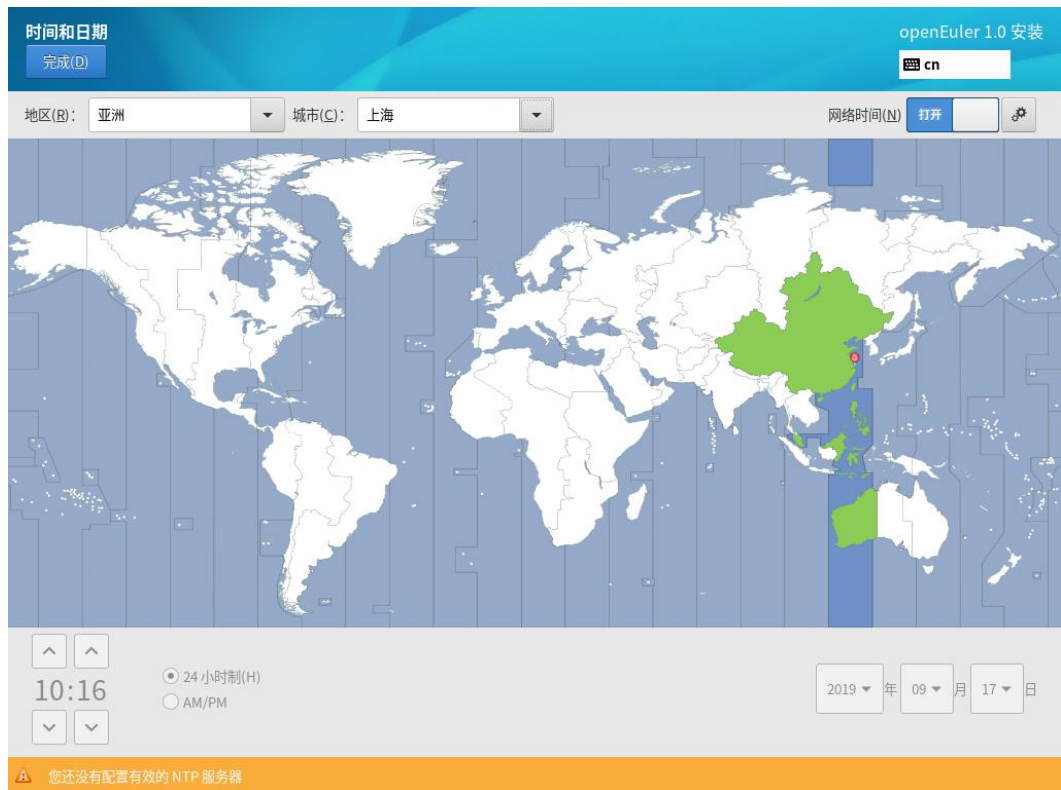 时间和日期
openEuler 1.0 安装
完成(D)
cn
地区(R): 亚洲 城市(C): 上海 网络时间(N) 打开
10:16
24 小时制(H)
AM/PM
2019 年 09 月 17 日
您还没有配置有效的 NTP 服务器